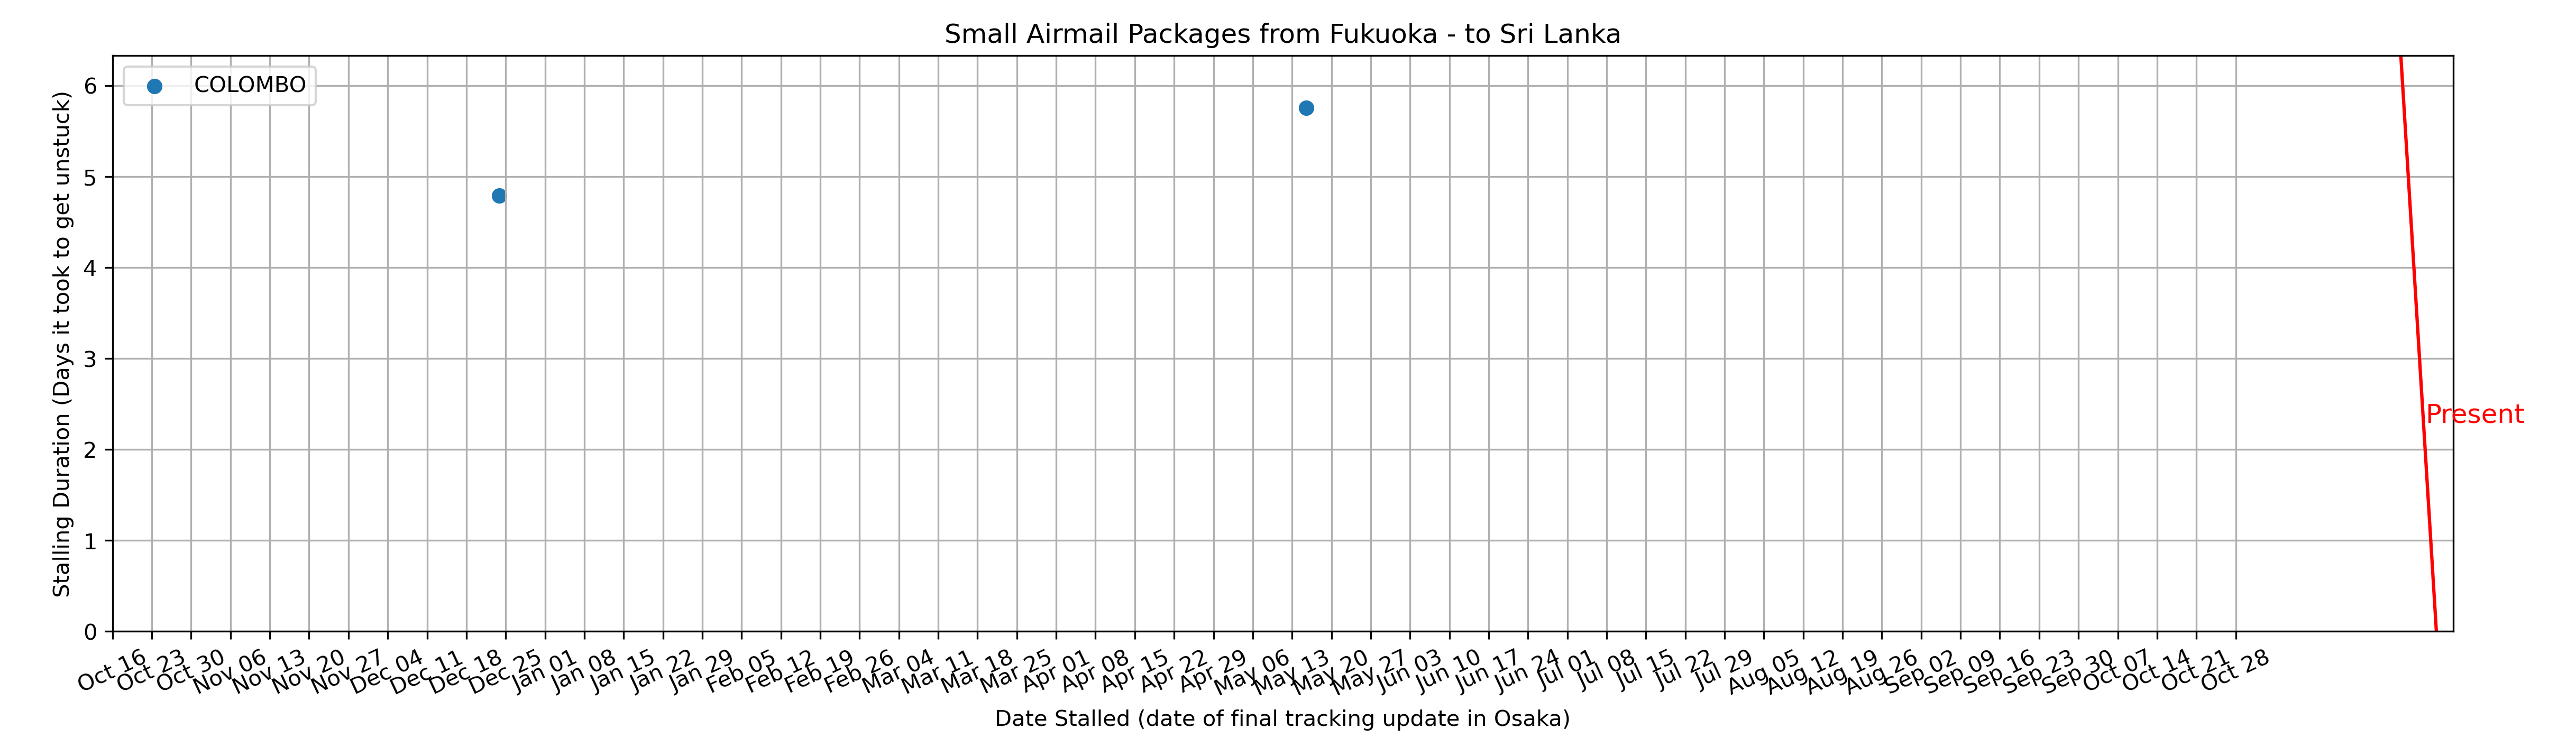 Small Airmail Packages from Fukuoka - to Sri Lanka
COLOMBO
Stalling Duration (Days it took to get unstuck)
6
5
4
3
2
1
0
Present
Oct 16 Oct 23 Oct 30 Nov 06 Nov 13 Nov 20 Nov 27 Dec 04 Dec 11 Dec 18 Dec 25 Jan 01 Jan 08 Jan 15 Jan 22 Jan 29 Feb 05 Feb 12 Feb 19 Feb 26 Mar 04 Mar 11 Mar 18 Mar 25 Apr 01 Apr 08 Apr 15 Apr 22 Apr 29 May 06 May 13 May 20 May 27 Jun 03 Jun 10 Jun 17 Jun 24 Jul 01 Jul 08 Jul 15 Jul 22 Jul 29 Aug 05 Aug 12 Aug 19 Aug 26 Sep 02 Sep 09 Sep 16 Sep 23 Sep 30 Oct 07 Oct 14 Oct 21 Oct 28
Date Stalled (date of final tracking update in Osaka)